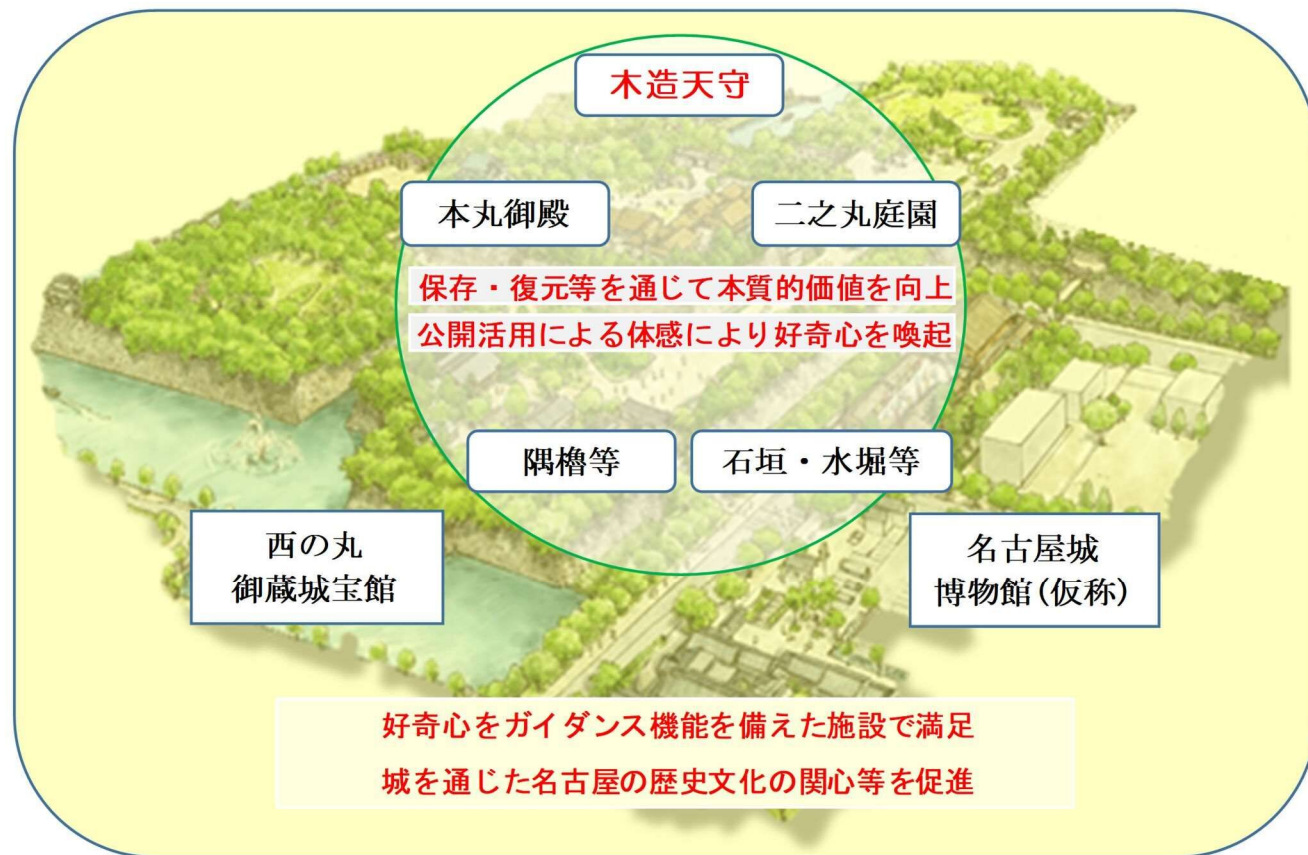 木造天守
本丸御殿
二之丸庭園
保存・復元等を通じて本質的価値を向上
公開活用による体感により好奇心を喚起
隅櫓等
石垣・水堀等
西の丸
御蔵城宝館
名古屋城
博物館(仮称)
好奇心をガイダンス機能を備えた施設で満足
城を通じた名古屋の歴史文化の関心等を促進